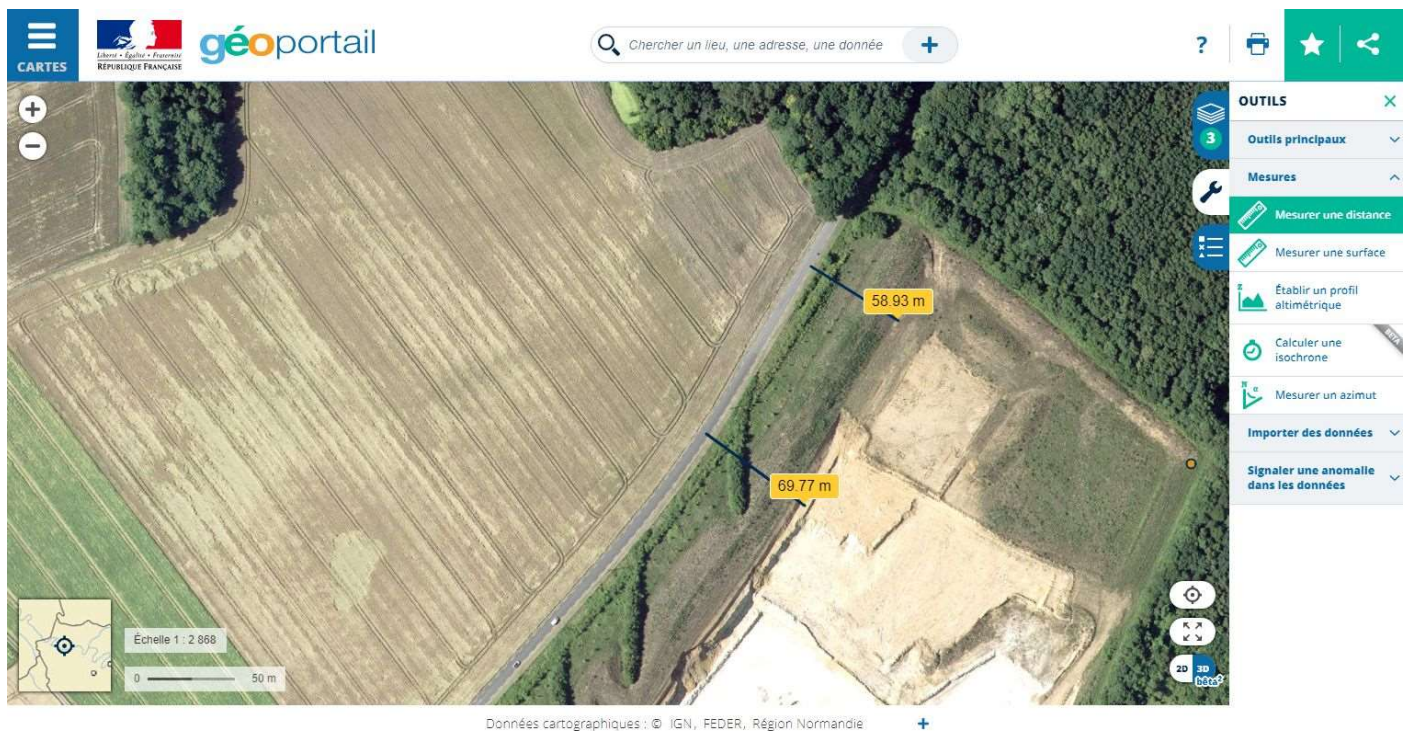 CARTES
Liberté • Égalité • Fraternité
RÉPUBLIQUE FRANÇAISE
géoportail
Chercher un lieu, une adresse, une donnée
+
?
+
−
3
OUTILS
Outils principaux
Mesures
Mesurer une distance
Mesurer une surface
Établir un profil
altimétrique
Calculer une
isochrone
BÊTA
Mesurer un azimut
Importer des données
Signaler une anomalie
dans les données
58.93 m
69.77 m
Échelle 1 : 2 868
0 50 m
2D 3D
bêta²
Données cartographiques : © IGN, FEDER, Région Normandie +